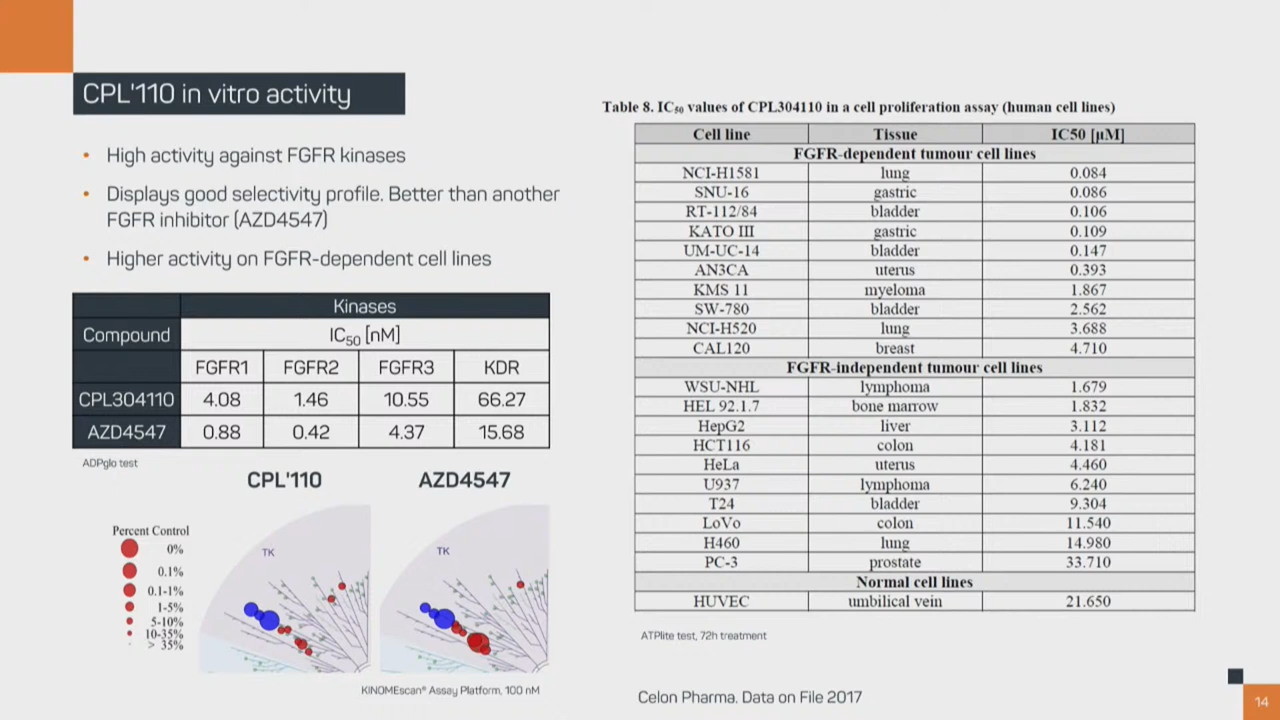 CPL'110 in vitro activity
• High activity against FGFR kinases
• Displays good selectivity profile. Better than another
FGFR inhibitor (AZD4547)
• Higher activity on FGFR-dependent cell lines
Kinases
Compound IC₅₀ [nM]
FGFR1 FGFR2 FGFR3 KDR
CPL304110 4.08 1.46 10.55 66.27
AZD4547 0.88 0.42 4.37 15.68
ADPglo test
CPL'110 AZD4547
Percent Control
0%
0.1%
0.1-1%
1-5%
5-10%
10-35%
> 35%
TK
TK
KINOMEscan® Assay Platform, 100 nM
Table 8. IC₅₀ values of CPL304110 in a cell proliferation assay (human cell lines)
Cell line Tissue IC50 [µM]
FGFR-dependent tumour cell lines
NCI-H1581 lung 0.084
SNU-16 gastric 0.086
RT-112/84 bladder 0.106
KATO III gastric 0.109
UM-UC-14 bladder 0.147
AN3CA uterus 0.393
KMS 11 myeloma 1.867
SW-780 bladder 2.562
NCI-H520 lung 3.688
CAL120 breast 4.710
FGFR-independent tumour cell lines
WSU-NHL lymphoma 1.679
HEL 92.1.7 bone marrow 1.832
HepG2 liver 3.112
HCT116 colon 4.181
HeLa uterus 4.460
U937 lymphoma 6.240
T24 bladder 9.304
LoVo colon 11.540
H460 lung 14.980
PC-3 prostate 33.710
Normal cell lines
HUVEC umbilical vein 21.650
ATPlite test, 72h treatment
Celon Pharma. Data on File 2017
14